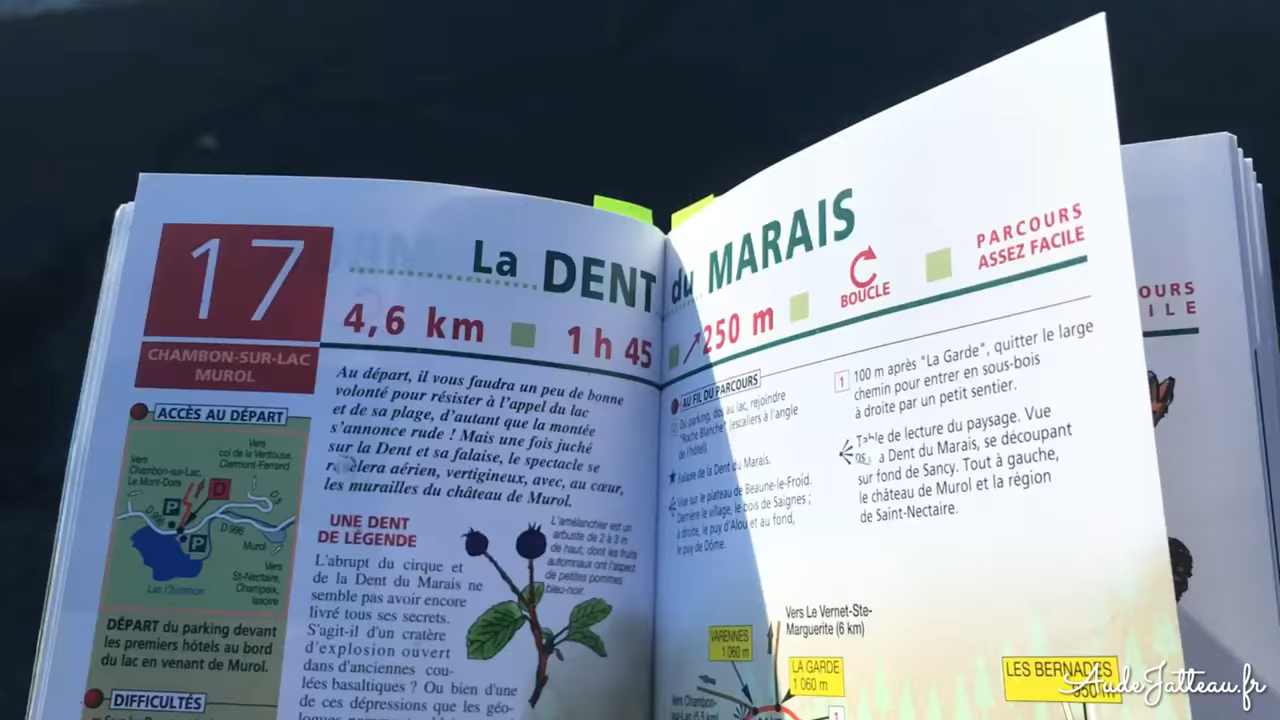 17
La DENT du MARAIS
4,6 km
1 h 45
250 m
BOUCLE
PARCOURS
ASSEZ FACILE
CHAMBON-SUR-LAC
MUROL
ACCÈS AU DÉPART
Vers
col de la Ventouse,
Clermont-Ferrand
Vers
Chambon-sur-Lac,
Le Mont-Dore
D
P
D 5
D 996
D 996
P
Murol
Vers
St-Nectaire,
Champeix,
Issoire
Lac Chambon
DÉPART du parking devant
les premiers hôtels au bord
du lac en venant de Murol.
DIFFICULTÉS
Au départ, il vous faudra un peu de bonne
volonté pour résister à l'appel du lac
et de sa plage, d'autant que la montée
s'annonce rude ! Mais une fois juché
sur la Dent et sa falaise, le spectacle se
révèlera aérien, vertigineux, avec, au cœur,
les murailles du château de Murol.
UNE DENT
DE LÉGENDE
L'abrupt du cirque et
de la Dent du Marais ne
semble pas avoir encore
livré tous ses secrets.
S'agit-il d'un cratère
d'explosion ouvert
dans d'anciennes cou-
lées basaltiques ? Ou bien d'une
de ces dépressions que les géo-
L'amélanchier est un
arbuste de 2 à 3 m
de haut, dont les fruits
automnaux ont l'aspect
de petites pommes
bleu-noir.
AU FIL DU PARCOURS
Du parking, dos au lac, rejoindre
"Roche Blanche" (escaliers à l'angle
de l'hôtel).
Falaise de la Dent du Marais.
Vue sur le plateau de Beaune-le-Froid.
Derrière le village, le bois de Saignes ;
à droite, le puy d'Alou et au fond,
le puy de Dôme.
1 100 m après "La Garde", quitter le large
chemin pour entrer en sous-bois
à droite par un petit sentier.
Table de lecture du paysage. Vue
a Dent du Marais, se découpant
sur fond de Sancy. Tout à gauche,
le château de Murol et la région
de Saint-Nectaire.
Vers Le Vernet-Ste-
Marguerite (6 km)
VARENNES
1 060 m
LA GARDE
1 060 m
LES BERNADES
1
OURS
ILE
AudeJatteau.fr